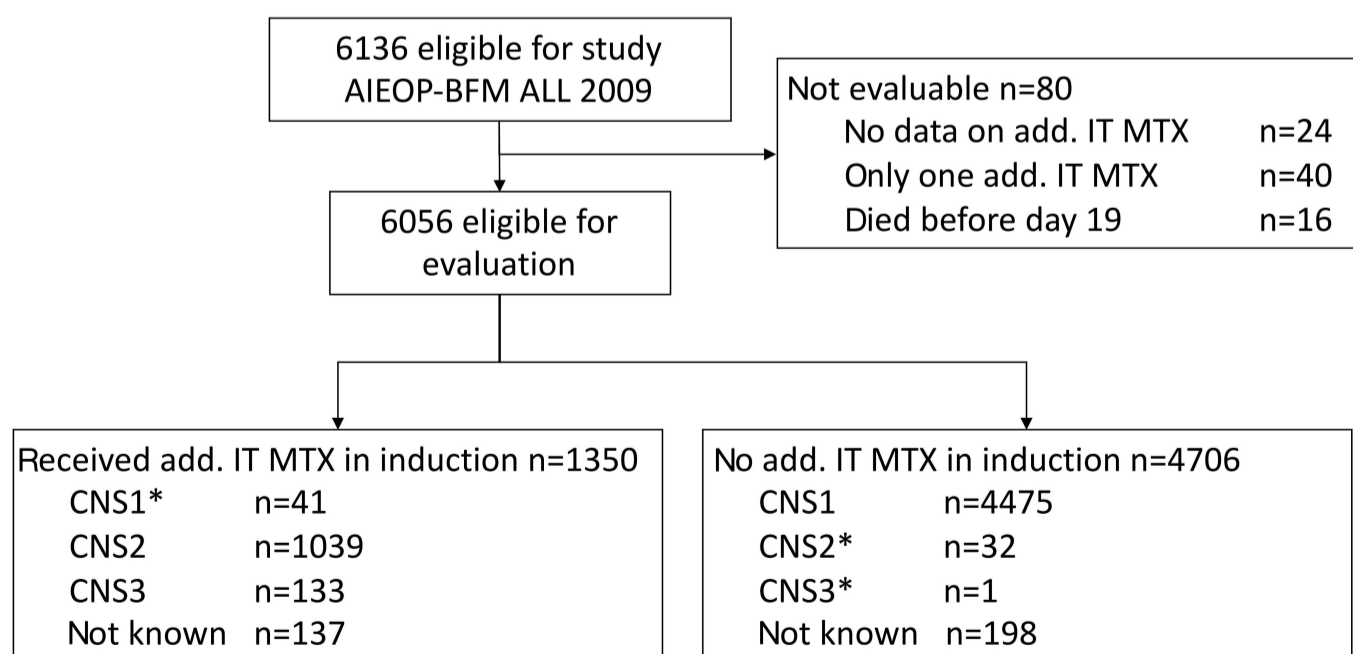 6136 eligible for study
AIEOP-BFM ALL 2009
Not evaluable n=80
No data on add. IT MTX n=24
Only one add. IT MTX n=40
Died before day 19 n=16
6056 eligible for
evaluation
Received add. IT MTX in induction n=1350
CNS1* n=41
CNS2 n=1039
CNS3 n=133
Not known n=137
No add. IT MTX in induction n=4706
CNS1 n=4475
CNS2* n=32
CNS3* n=1
Not known n=198